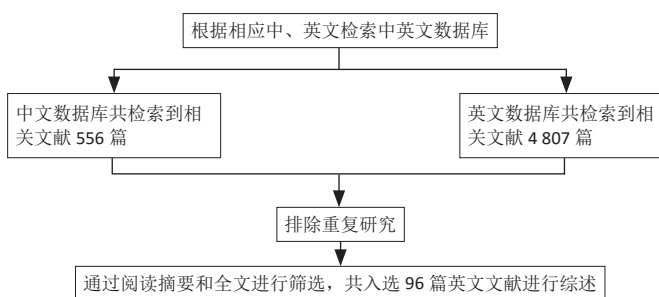 根据相应中、英文检索中英文数据库
中文数据库共检索到相
关文献 556 篇
英文数据库共检索到相
关文献 4 807 篇
排除重复研究
通过阅读摘要和全文进行筛选，共入选 96 篇英文文献进行综述